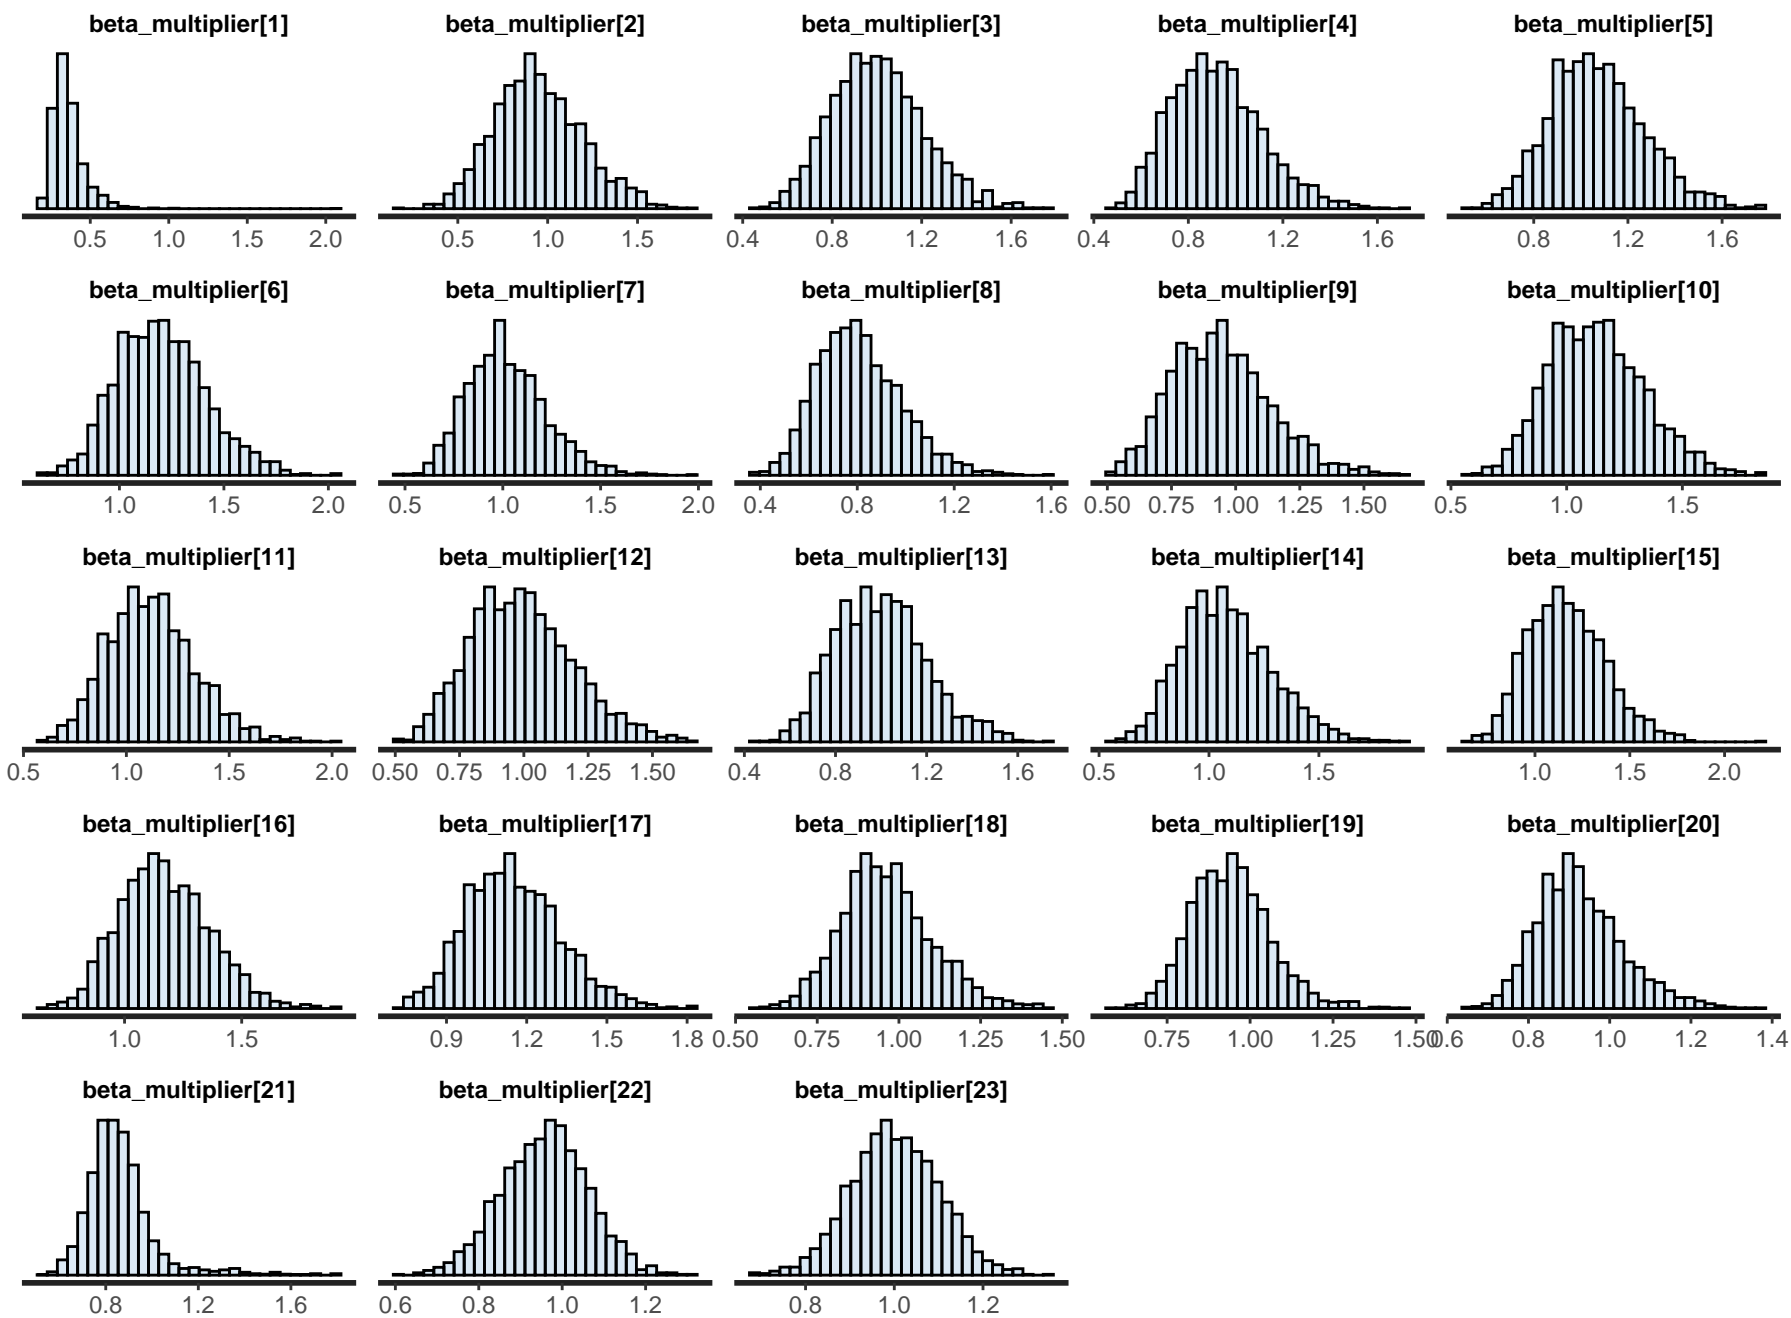 beta_multiplier[1] beta_multiplier[2] beta_multiplier[3] beta_multiplier[4] beta_multiplier[5]
0.5 1.0 1.5 2.0 0.5 1.0 1.5 0.4 0.8 1.2 1.6 0.4 0.8 1.2 1.6 0.8 1.2 1.6
beta_multiplier[6] beta_multiplier[7] beta_multiplier[8] beta_multiplier[9] beta_multiplier[10]
1.0 1.5 2.0 0.5 1.0 1.5 2.0 0.4 0.8 1.2 1.6 0.50 0.75 1.00 1.25 1.50 0.5 1.0 1.5
beta_multiplier[11] beta_multiplier[12] beta_multiplier[13] beta_multiplier[14] beta_multiplier[15]
0.5 1.0 1.5 2.0 0.50 0.75 1.00 1.25 1.50 0.4 0.8 1.2 1.6 0.5 1.0 1.5 1.0 1.5 2.0
beta_multiplier[16] beta_multiplier[17] beta_multiplier[18] beta_multiplier[19] beta_multiplier[20]
1.0 1.5 0.9 1.2 1.5 1.8 0.50 0.75 1.00 1.25 1.50 0.75 1.00 1.25 1.50 0.6 0.8 1.0 1.2 1.4
beta_multiplier[21] beta_multiplier[22] beta_multiplier[23]
0.8 1.2 1.6 0.6 0.8 1.0 1.2 0.8 1.0 1.2